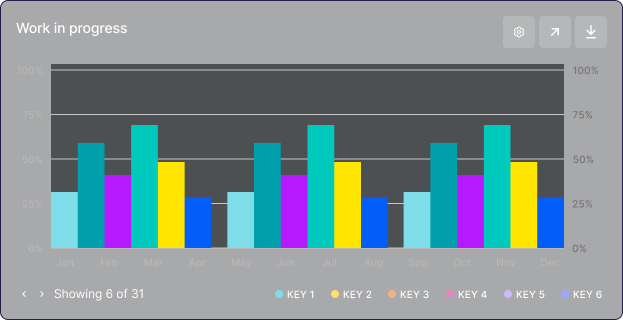 Work in progress
100% 100%
75% 75%
50% 50%
25% 25%
0% 0%
Jan Feb Mar Apr May Jun Jul Aug Sep Oct Nov Dec
Showing 6 of 31 KEY 1 KEY 2 KEY 3 KEY 4 KEY 5 KEY 6